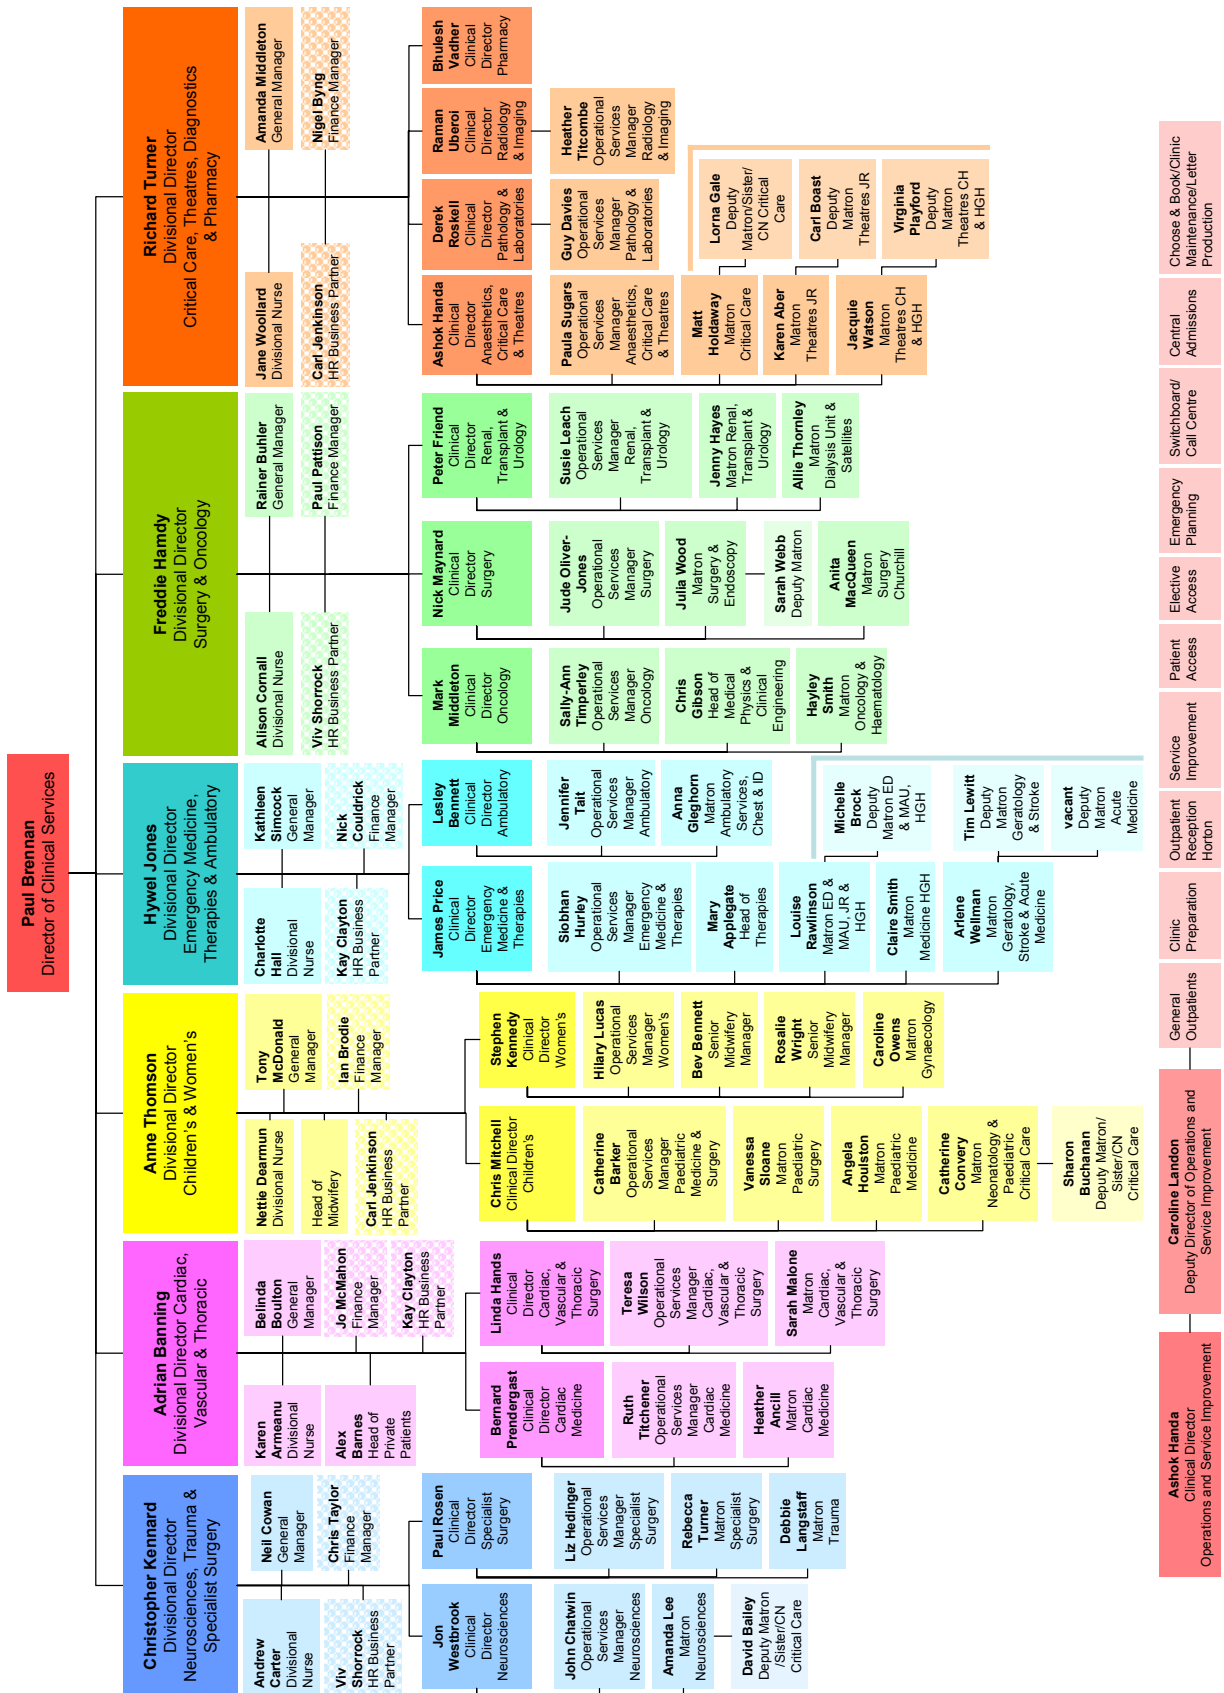 Paul Brennan
Director of Clinical Services
Christopher Kennard
Divisional Director
Neurosciences, Trauma &
Specialist Surgery
Andrew
Carter
Divisional
Nurse
Neil Cowan
General
Manager
Viv
Shorrock
HR Business
Partner
Chris Taylor
Finance
Manager
Jon
Westbrook
Clinical
Director
Neurosciences
John Chatwin
Operational
Services
Manager
Neurosciences
Amanda Lee
Matron
Neurosciences
David Bailey
Deputy Matron
/Sister/CN
Critical Care
Paul Rosen
Clinical
Director
Specialist
Surgery
Liz Hedinger
Operational
Services
Manager
Specialist
Surgery
Rebecca
Turner
Matron
Specialist
Surgery
Debbie
Langstaff
Matron
Trauma
Adrian Banning
Divisional Director Cardiac,
Vascular & Thoracic
Karen
Armeanu
Divisional
Nurse
Belinda
Boulton
General
Manager
Alex
Barnes
Head of
Private
Patients
Jo McMahon
Finance
Manager
Kay Clayton
HR Business
Partner
Bernard
Prendergast
Clinical
Director
Cardiac
Medicine
Ruth
Titchener
Operational
Services
Manager
Cardiac
Medicine
Heather
Ancill
Matron
Cardiac
Medicine
Linda Hands
Clinical
Director
Cardiac,
Vascular &
Thoracic
Surgery
Teresa
Wilson
Operational
Services
Manager
Cardiac,
Vascular &
Thoracic
Surgery
Sarah Malone
Matron
Cardiac,
Vascular &
Thoracic
Surgery
Anne Thomson
Divisional Director
Children's & Women's
Nettie Dearmun
Divisional Nurse
Tony
McDonald
General
Manager
Head of
Midwifery
Ian Brodie
Finance
Manager
Carl Jenkinson
HR Business
Partner
Chris Mitchell
Clinical Director
Children's
Catherine
Barker
Operational
Services
Manager
Paediatric
Medicine &
Surgery
Vanessa
Sloane
Matron
Paediatric
Surgery
Angela
Houlston
Matron
Paediatric
Medicine
Catherine
Convery
Matron
Neonatology &
Paediatric
Critical Care
Sharon
Buchanan
Deputy Matron/
Sister/CN
Critical Care
Stephen
Kennedy
Clinical
Director
Women's
Hilary Lucas
Operational
Services
Manager
Women's
Bev Bennett
Senior
Midwifery
Manager
Rosalie
Wright
Senior
Midwifery
Manager
Caroline
Owens
Matron
Gynaecology
Hywel Jones
Divisional Director
Emergency Medicine,
Therapies & Ambulatory
Charlotte
Hall
Divisional
Nurse
Kathleen
Simcock
General
Manager
Kay Clayton
HR Business
Partner
Nick
Couldrick
Finance
Manager
James Price
Clinical
Director
Emergency
Medicine &
Therapies
Siobhan
Hurley
Operational
Services
Manager
Emergency
Medicine &
Therapies
Mary
Applegate
Head of
Therapies
Louise
Rawlinson
Matron ED &
MAU, JR &
HGH
Claire Smith
Matron
Medicine HGH
Arlene
Wellman
Matron
Geratology,
Stroke & Acute
Medicine
Lesley
Bennett
Clinical
Director
Ambulatory
Jennifer
Tait
Operational
Services
Manager
Ambulatory
Anna
Gleghorn
Matron
Ambulatory
Services,
Chest & ID
Michelle
Brock
Deputy
Matron ED
& MAU,
HGH
Tim Lewitt
Deputy
Matron
Geratology
& Stroke
vacant
Deputy
Matron
Acute
Medicine
Freddie Hamdy
Divisional Director
Surgery & Oncology
Alison Cornall
Divisional Nurse
Rainer Buhler
General Manager
Viv Shorrock
HR Business Partner
Paul Pattison
Finance Manager
Mark
Middleton
Clinical
Director
Oncology
Sally-Ann
Timperley
Operational
Services
Manager
Oncology
Chris
Gibson
Head of
Medical
Physics &
Clinical
Engineering
Hayley
Smith
Matron
Oncology &
Haematology
Nick Maynard
Clinical
Director
Surgery
Jude Oliver-
Jones
Operational
Services
Manager
Surgery
Julia Wood
Matron
Surgery &
Endoscopy
Sarah Webb
Deputy Matron
Anita
MacQueen
Matron
Surgery
Churchill
Peter Friend
Clinical
Director
Renal,
Transplant &
Urology
Susie Leach
Operational
Services
Manager
Renal,
Transplant &
Urology
Jenny Hayes
Matron Renal,
Transplant &
Urology
Allie Thornley
Matron
Dialysis Unit &
Satellites
Richard Turner
Divisional Director
Critical Care, Theatres, Diagnostics
& Pharmacy
Jane Woollard
Divisional Nurse
Amanda Middleton
General Manager
Carl Jenkinson
HR Business Partner
Nigel Byng
Finance Manager
Ashok Handa
Clinical
Director
Anaesthetics,
Critical Care
& Theatres
Paula Sugars
Operational
Services
Manager
Anaesthetics,
Critical Care
& Theatres
Matt
Holdaway
Matron
Critical Care
Karen Aber
Matron
Theatres JR
Jacquie
Watson
Matron
Theatres CH
& HGH
Derek
Roskell
Clinical
Director
Pathology &
Laboratories
Guy Davies
Operational
Services
Manager
Pathology &
Laboratories
Raman
Uberoi
Clinical
Director
Radiology
& Imaging
Heather
Titcombe
Operational
Services
Manager
Radiology
& Imaging
Bhulesh
Vadher
Clinical
Director
Pharmacy
Lorna Gale
Deputy
Matron/Sister/
CN Critical
Care
Carl Boast
Deputy
Matron
Theatres JR
Virginia
Playford
Deputy
Matron
Theatres CH
& HGH
Ashok Handa
Clinical Director
Operations and Service Improvement
Caroline Landon
Deputy Director of Operations and
Service Improvement
General
Outpatients
Clinic
Preparation
Outpatient
Reception
Horton
Service
Improvement
Patient
Access
Elective
Access
Emergency
Planning
Switchboard/
Call Centre
Central
Admissions
Choose & Book/Clinic
Maintenance/Letter
Production